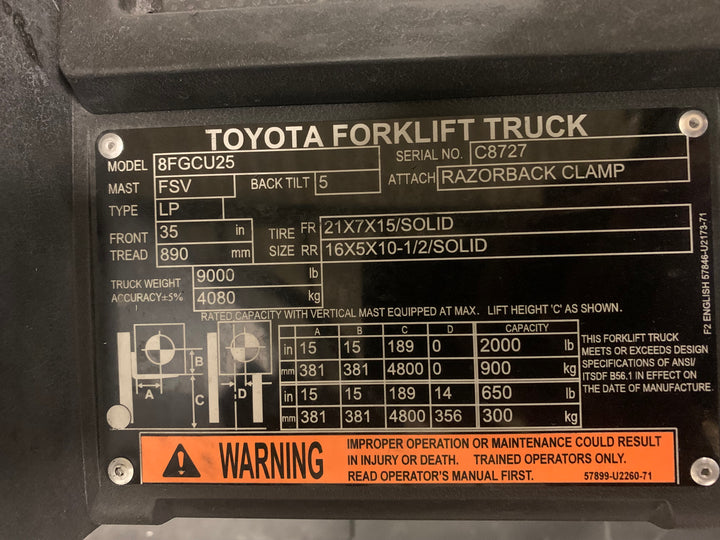 TOYOTA FORKLIFT TRUCK
MODEL 8FGCU25 SERIAL NO. C8727
MAST FSV BACK TILT 5 ATTACH RAZORBACK CLAMP
TYPE LP
FRONT TREAD 35 in 890 mm
TIRE SIZE FR 21X7X15/SOLID
RR 16X5X10-1/2/SOLID
TRUCK WEIGHT 9000 lb
ACCURACY±5% 4080 kg
RATED CAPACITY WITH VERTICAL MAST EQUIPPED AT MAX. LIFT HEIGHT 'C' AS SHOWN.
A B C D CAPACITY
in 15 15 189 0 2000 lb
mm 381 381 4800 0 900 kg
in 15 15 189 14 650 lb
mm 381 381 4800 356 300 kg
A B C D
THIS FORKLIFT TRUCK
MEETS OR EXCEEDS DESIGN
SPECIFICATIONS OF ANSI/
ITSDF B56.1 IN EFFECT ON
THE DATE OF MANUFACTURE.
F2 ENGLISH 57846-U2173-71
WARNING
IMPROPER OPERATION OR MAINTENANCE COULD RESULT
IN INJURY OR DEATH. TRAINED OPERATORS ONLY.
READ OPERATOR'S MANUAL FIRST. 57899-U2260-71